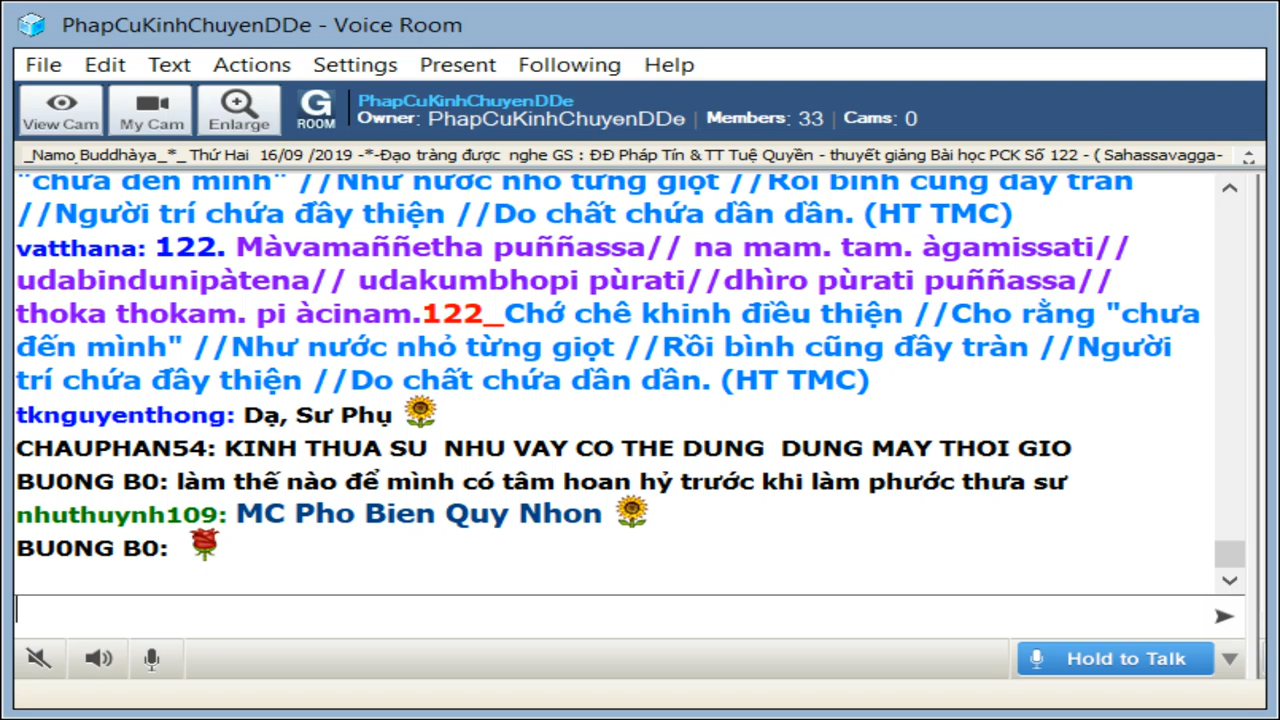 PhapCuKinhChuyenDDe - Voice Room
File Edit Text Actions Settings Present Following Help
View Cam My Cam Enlarge G ROOM PhapCuKinhChuyenDDe
Owner: PhapCuKinhChuyenDDe | Members: 33 | Cams: 0
_Namo Buddhàya_*_ Thứ Hai 16/09 /2019 -*-Đạo tràng được nghe GS : ĐĐ Pháp Tín & TT Tuệ Quyền - thuyết giảng Bài học PCK Số 122 - ( Sahassavagga-
"chưa đến mình" //Như nước nhỏ từng giọt //Rồi bình cũng đầy tràn
//Người trí chứa đầy thiện //Do chất chứa dần dần. (HT TMC)
vatthana: 122. Màvamaññetha puññassa// na mam. tam. àgamissati//
udabindunipàtena// udakumbhopi pùrati//dhìro pùrati puññassa//
thoka thokam. pi àcinam.122_Chớ chê khinh điều thiện //Cho rằng "chưa
đến mình" //Như nước nhỏ từng giọt //Rồi bình cũng đầy tràn //Người
trí chứa đầy thiện //Do chất chứa dần dần. (HT TMC)
tknguyenthong: Dạ, Sư Phụ
CHAUPHAN54: KINH THUA SU NHU VAY CO THE DUNG DUNG MAY THOI GIO
BU0NG B0: làm thế nào để mình có tâm hoan hỷ trước khi làm phước thưa sư
nhuthuynh109: MC Pho Bien Quy Nhon
BU0NG B0:
Hold to Talk